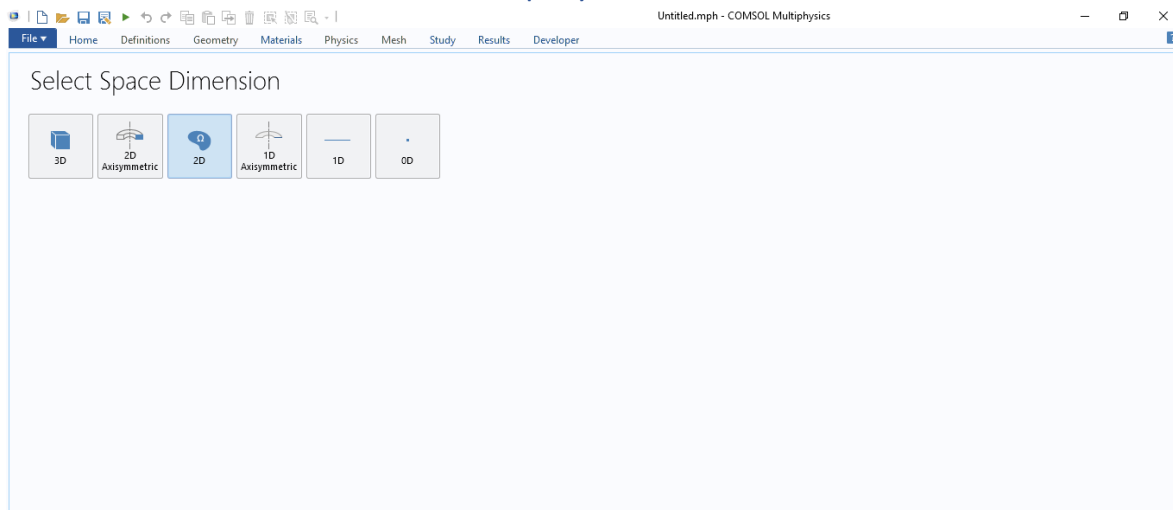 Untitled.mph - COMSOL Multiphysics
File Home Definitions Geometry Materials Physics Mesh Study Results Developer
Select Space Dimension
3D
2D
Axisymmetric
2D
1D
Axisymmetric
1D
0D